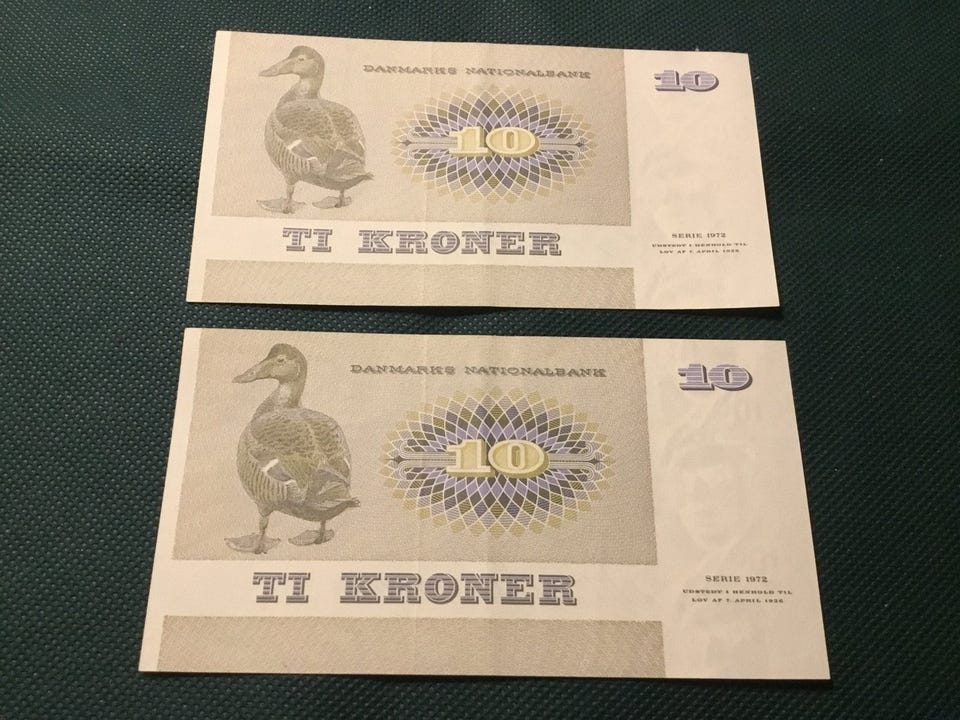 DANMARKS NATIONALBANK
10
10
TI KRONER
SERIE 1972
UDSTEDT I HENHOLD TIL
LOV AF 7. APRIL 1936
DANMARKS NATIONALBANK
10
10
TI KRONER
SERIE 1972
UDSTEDT I HENHOLD TIL
LOV AF 7. APRIL 1936